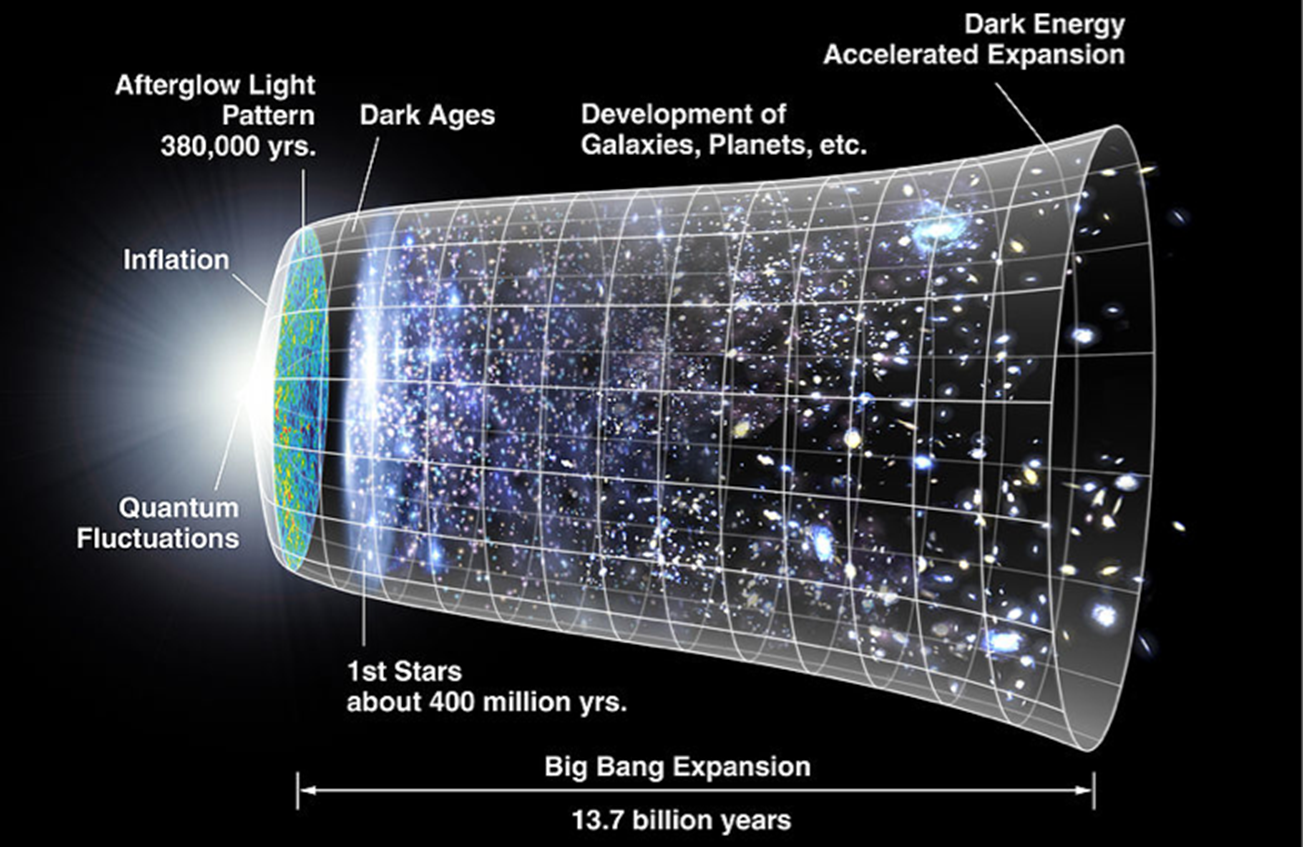 Dark Energy
Accelerated Expansion
Afterglow Light
Pattern
380,000 yrs.
Dark Ages
Development of
Galaxies, Planets, etc.
Inflation
Quantum
Fluctuations
1st Stars
about 400 million yrs.
Big Bang Expansion
13.7 billion years